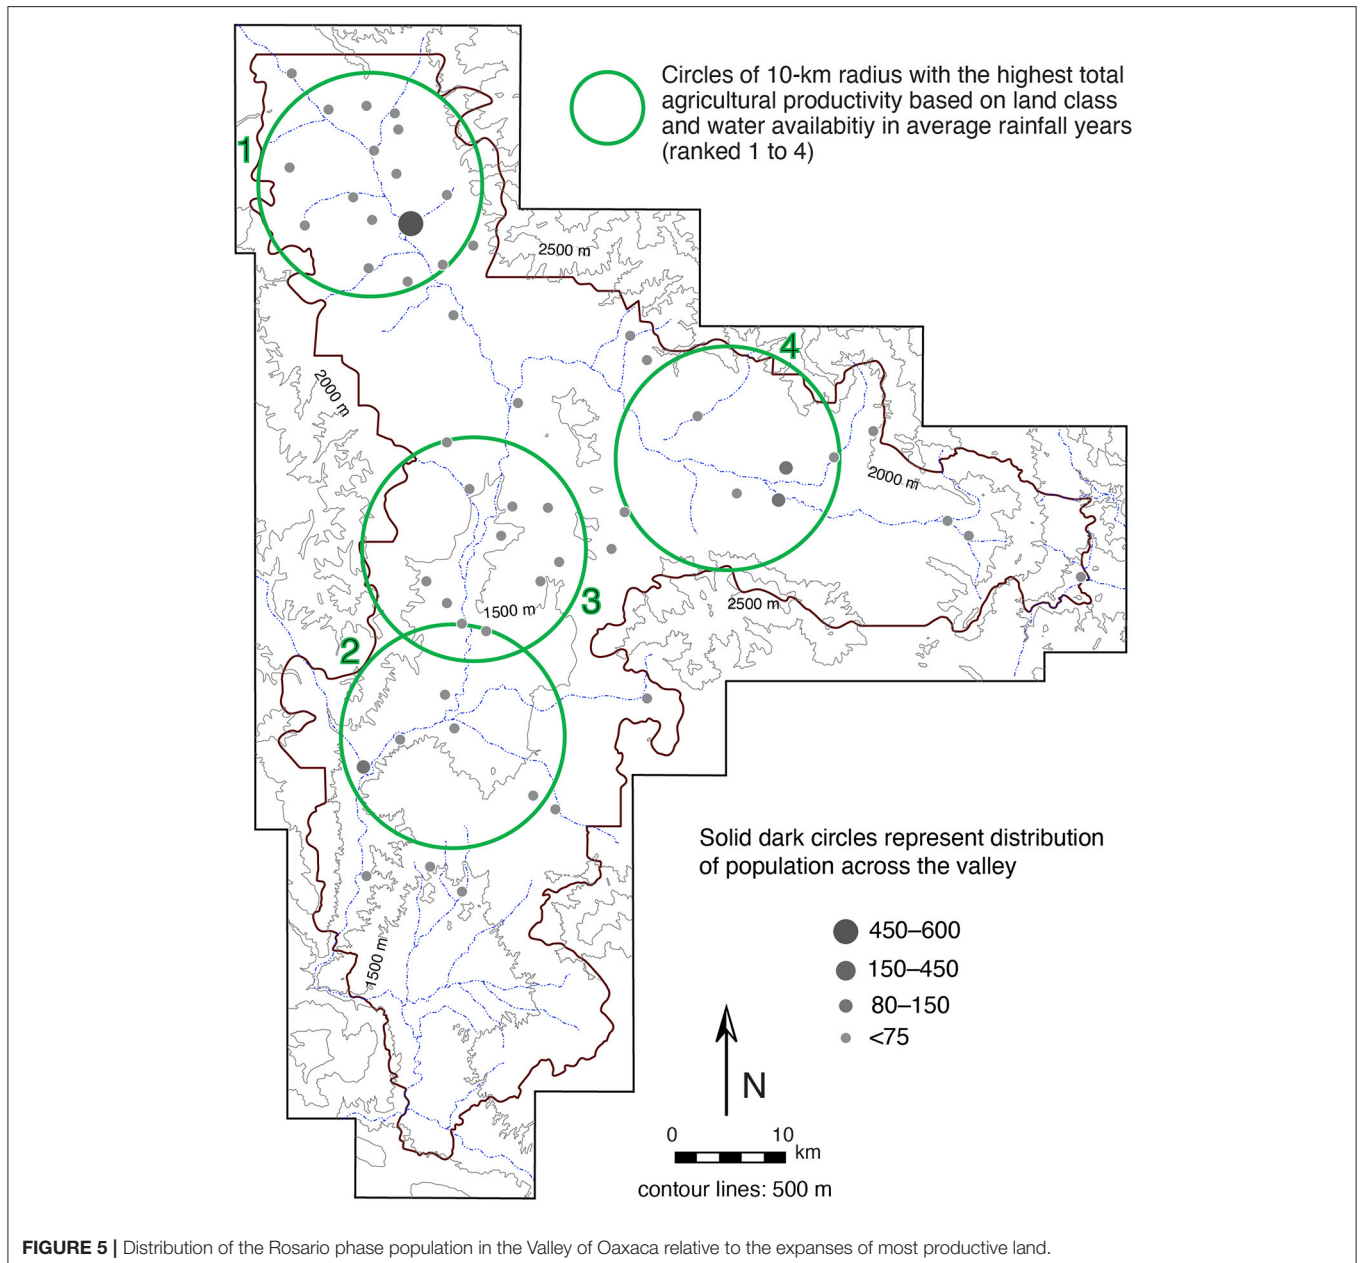 Circles of 10-km radius with the highest total
agricultural productivity based on land class
and water availabitiy in average rainfall years
(ranked 1 to 4)
1
2500 m
4
2000 m
2000 m
3
1500 m
2500 m
2
Solid dark circles represent distribution
of population across the valley
450–600
150–450
80–150
<75
1500 m
N
0 10
km
contour lines: 500 m
FIGURE 5 | Distribution of the Rosario phase population in the Valley of Oaxaca relative to the expanses of most productive land.